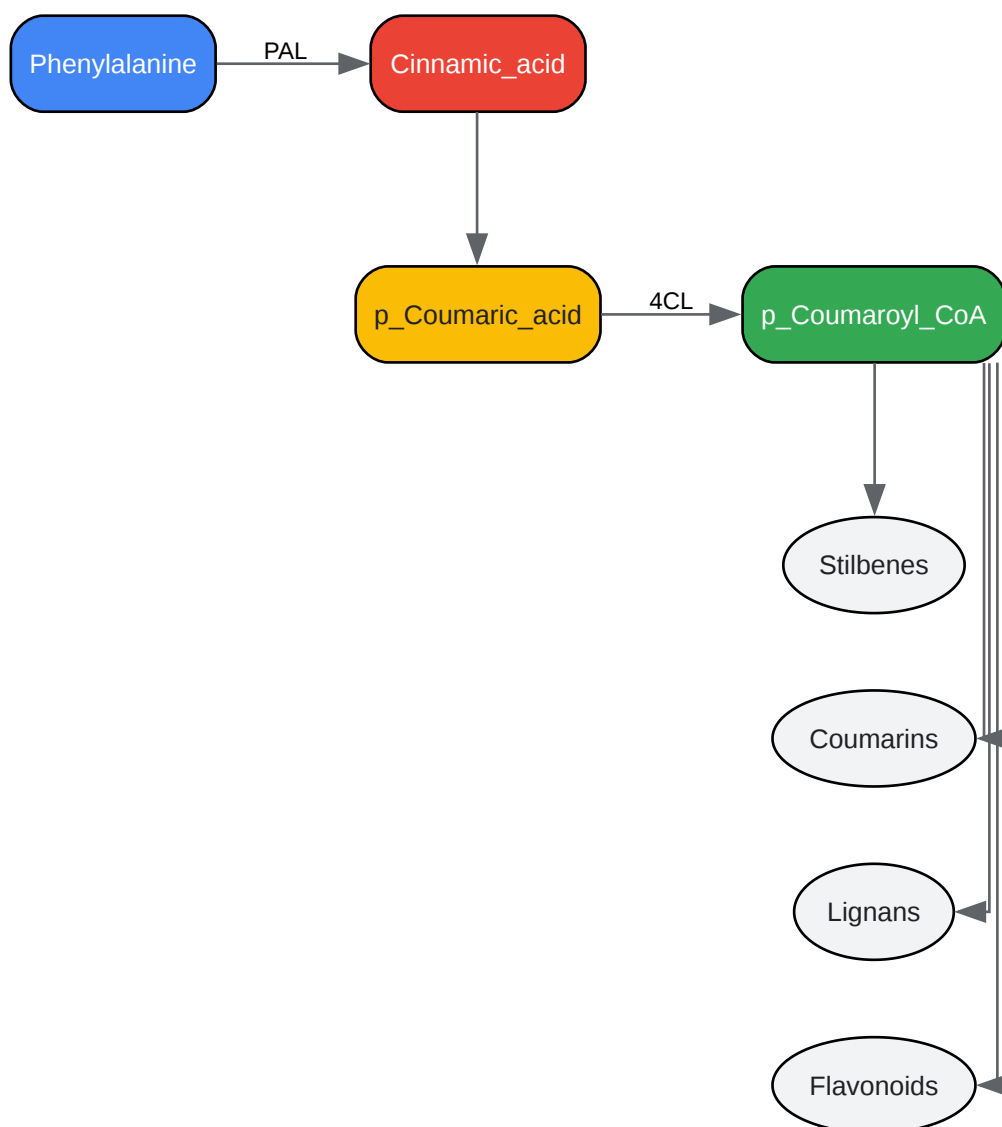 Phenylalanine
PAL
Cinnamic_acid
p_Coumaric_acid
4CL
p_Coumaroyl_CoA
Stilbenes
Coumarins
Lignans
Flavonoids